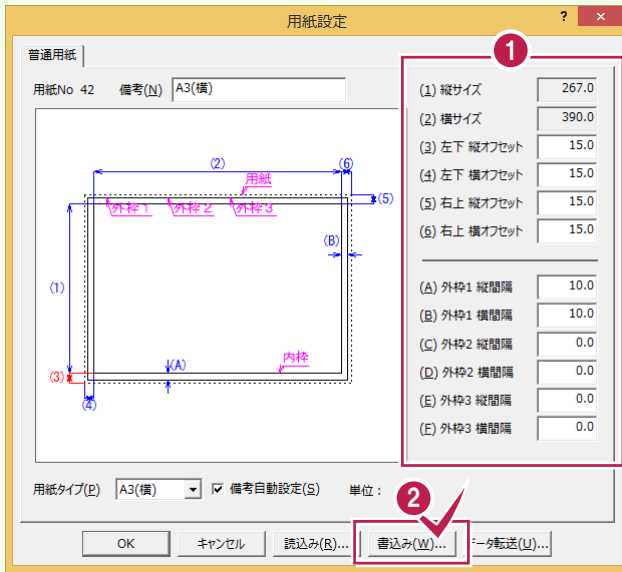 用紙設定
? ×
普通用紙
用紙No 42 備考(N) A3(横)
1
(1) 縦サイズ 267.0
(2) 横サイズ 390.0
(3) 左下 縦オフセット 15.0
(4) 左下 横オフセット 15.0
(5) 右上 縦オフセット 15.0
(6) 右上 横オフセット 15.0
(A) 外枠1 縦間隔 10.0
(B) 外枠1 横間隔 10.0
(C) 外枠2 縦間隔 0.0
(D) 外枠2 横間隔 0.0
(E) 外枠3 縦間隔 0.0
(F) 外枠3 横間隔 0.0
(2) (6)
用紙
(5)
外枠1 外枠2 外枠3
(B)
(1)
内枠
(A)
(3)
(4)
用紙タイプ(P) A3(横) 備考自動設定(S) 単位：
2
OK キャンセル 読込み(R)... 書込み(W)... データ転送(U)...